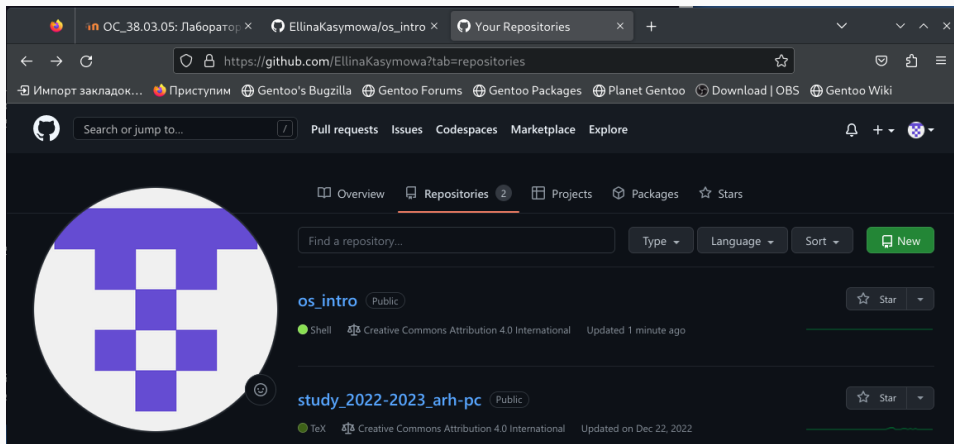 OC_38.03.05: Лаборатор
EllinaKasymowa/os_intro
Your Repositories
https://github.com/EllinaKasymowa?tab=repositories
Импорт закладок... Приступим Gentoo's Bugzilla Gentoo Forums Gentoo Packages Planet Gentoo Download | OBS Gentoo Wiki
Search or jump to... / Pull requests Issues Codespaces Marketplace Explore
Overview Repositories 2 Projects Packages Stars
Find a repository... Type Language Sort New
os_intro Public Star
Shell Creative Commons Attribution 4.0 International Updated 1 minute ago
study_2022-2023_arh-pc Public Star
TeX Creative Commons Attribution 4.0 International Updated on Dec 22, 2022